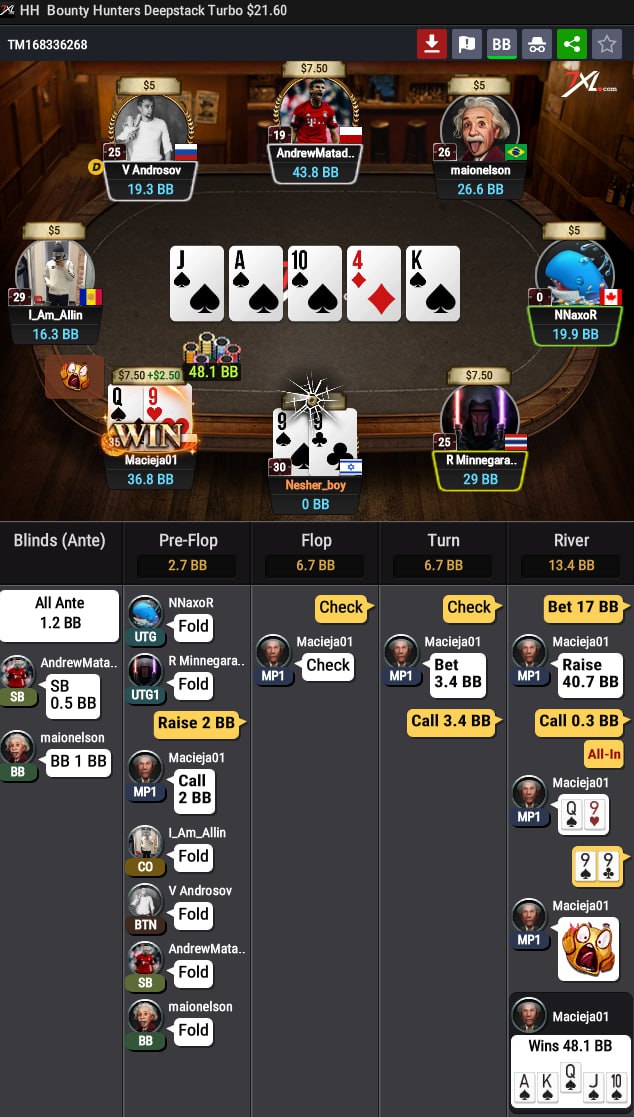 7XL HH Bounty Hunters Deepstack Turbo $21.60
TM168336268
BB
7XL.com
$5
$7.50
$5
25
V Androsov
19.3 BB
19
AndrewMatad..
43.8 BB
26
maionelson
26.6 BB
D
$5
29
I_Am_Allin
16.3 BB
J A 10 4 K
$5
0
NNaxoR
19.9 BB
48.1 BB
$7.50 +$2.50
Q 9
WIN
35
Macieja01
36.8 BB
9 9
30
Nesher_boy
0 BB
$7.50
25
R Minnegara..
29 BB
Blinds (Ante)
Pre-Flop
2.7 BB
Flop
6.7 BB
Turn
6.7 BB
River
13.4 BB
All Ante
1.2 BB
AndrewMata..
SB
SB
0.5 BB
maionelson
BB
BB 1 BB
NNaxoR
UTG
Fold
R Minnegara..
UTG1
Fold
Raise 2 BB
Macieja01
MP1
Call
2 BB
I_Am_Allin
CO
Fold
V Androsov
BTN
Fold
AndrewMata..
SB
Fold
maionelson
BB
Fold
Check
Macieja01
MP1
Check
Check
Macieja01
MP1
Bet
3.4 BB
Call 3.4 BB
Bet 17 BB
Macieja01
MP1
Raise
40.7 BB
Call 0.3 BB
All-In
Macieja01
MP1
Q 9
9 9
Macieja01
MP1
Macieja01
Wins 48.1 BB
A K Q J 10